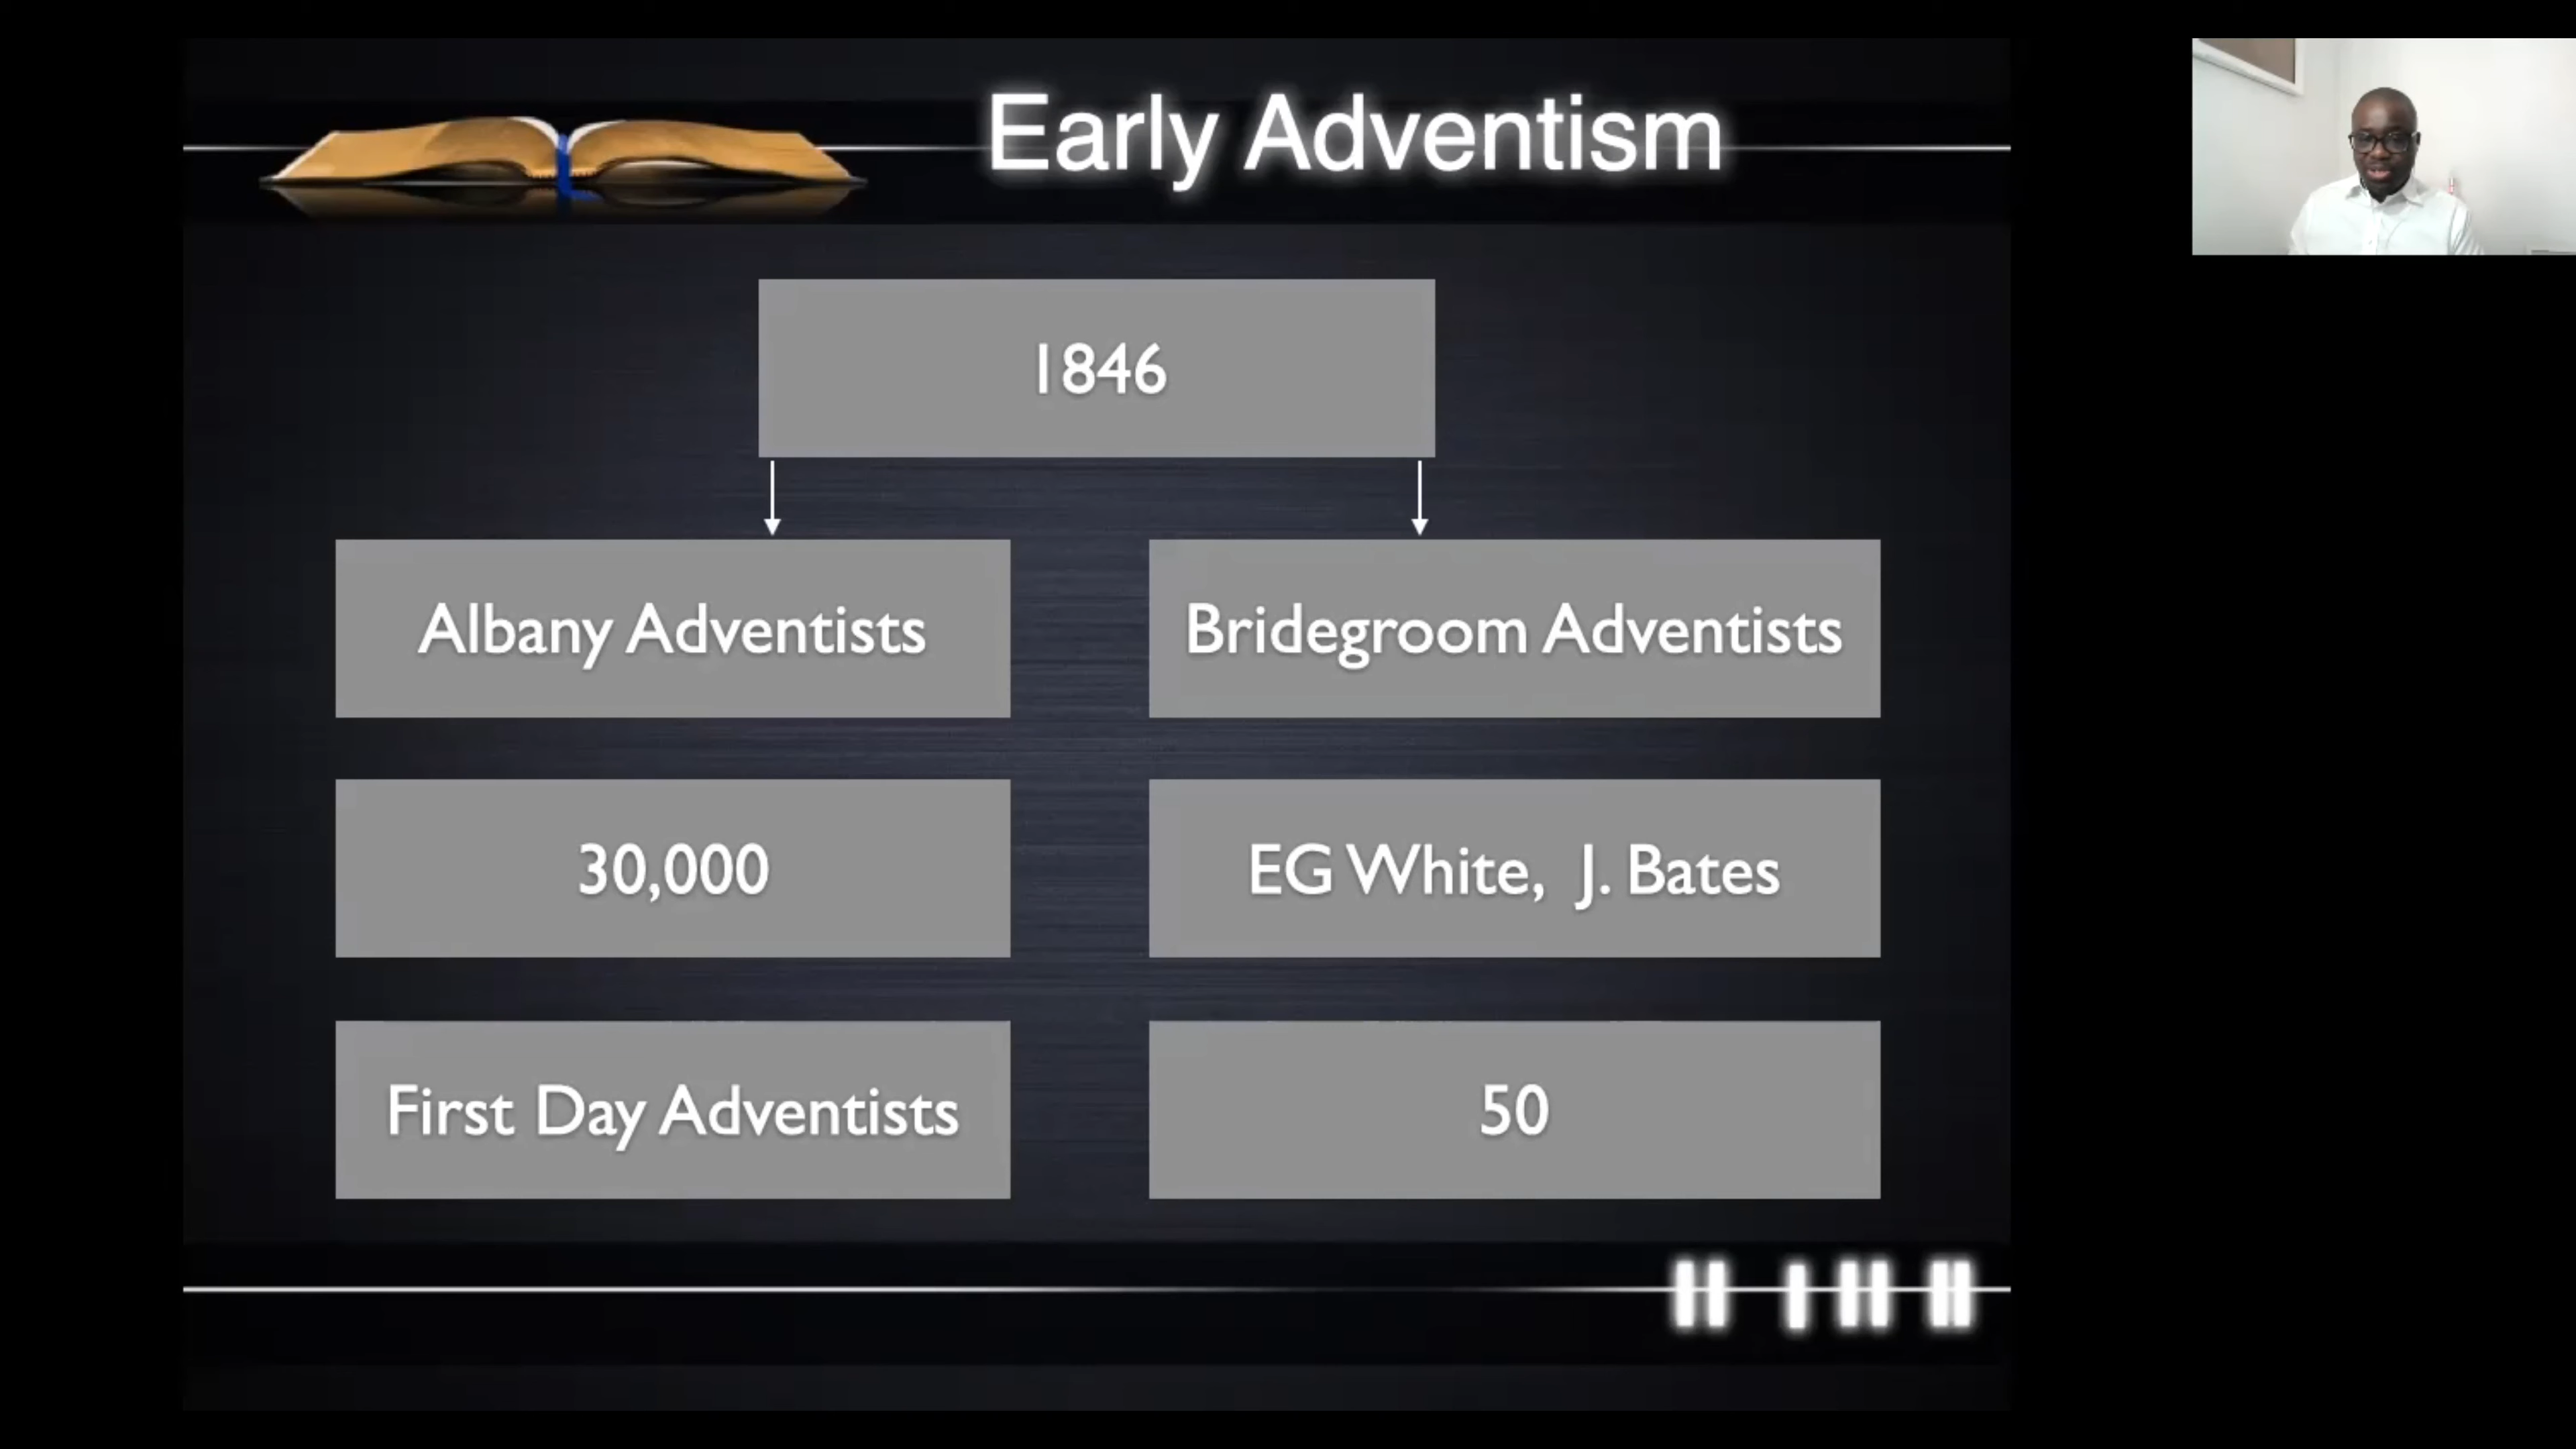 Early Adventism
1846
Albany Adventists
Bridegroom Adventists
30,000
EG White, J. Bates
First Day Adventists
50